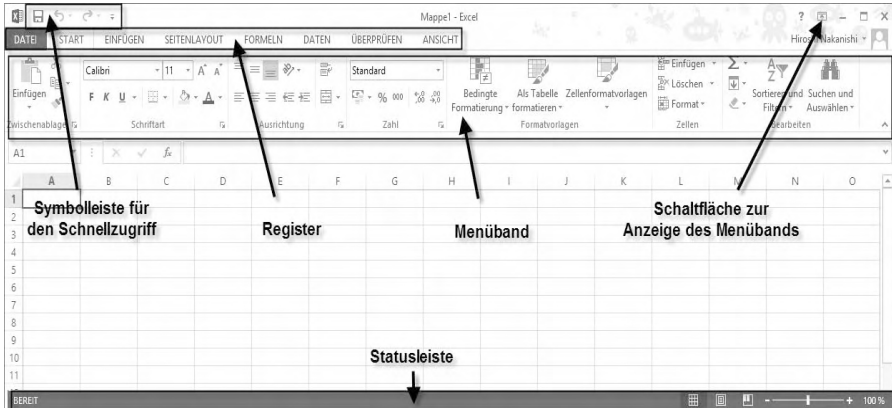 Mappe1 - Excel
?
DATEI START EINFÜGEN SEITENLAYOUT FORMELN DATEN ÜBERPRÜFEN ANSICHT
Hirosh Nakanishi
Einfügen
Calibri 11 A A
F K U A
Standard
% 000 ,00 ,0
Bedingte Formatierung
Als Tabelle formatieren
Zellenformatvorlagen
Einfügen
Löschen
Format
Sortieren und Filtern
Suchen und Auswählen
Zwischenablage Schriftart Ausrichtung Zahl Formatvorlagen Zellen Bearbeiten
A1 fx
A B C D E F G H I J K L M N O
1
2
3
4
5
6
7
8
9
10
11
Symbolleiste für
den Schnellzugriff
Register
Menüband
Schaltfläche zur
Anzeige des Menübands
Statusleiste
BEREIT
100 %